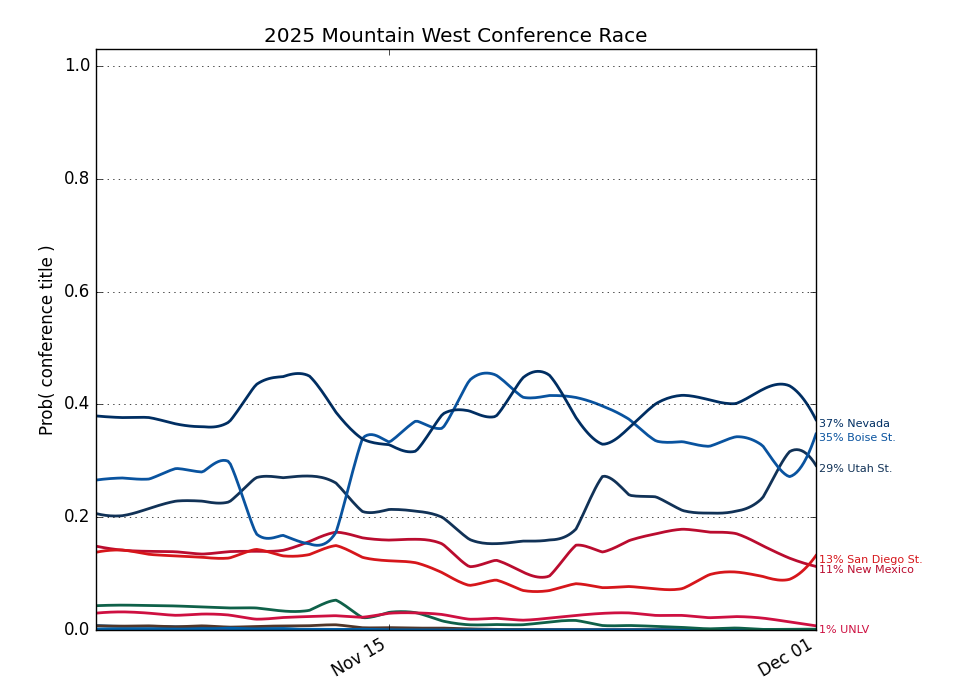 2025 Mountain West Conference Race
Prob( conference title )
1.0
0.8
0.6
0.4
0.2
0.0
Nov 15
Dec 01
37% Nevada
35% Boise St.
29% Utah St.
13% San Diego St.
11% New Mexico
1% UNLV